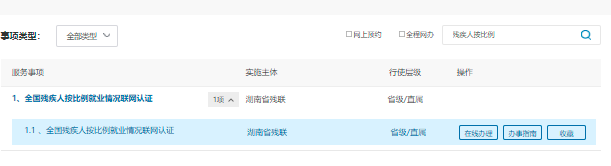 事项类型： 全部类型 网上预约 全程网办 残疾人按比例
服务事项 实施主体 行使层级 操作
1、全国残疾人按比例就业情况联网认证 1项 湖南省残联 省级/直属
1.1 、全国残疾人按比例就业情况联网认证 湖南省残联 省级/直属 在线办理 办事指南 收藏